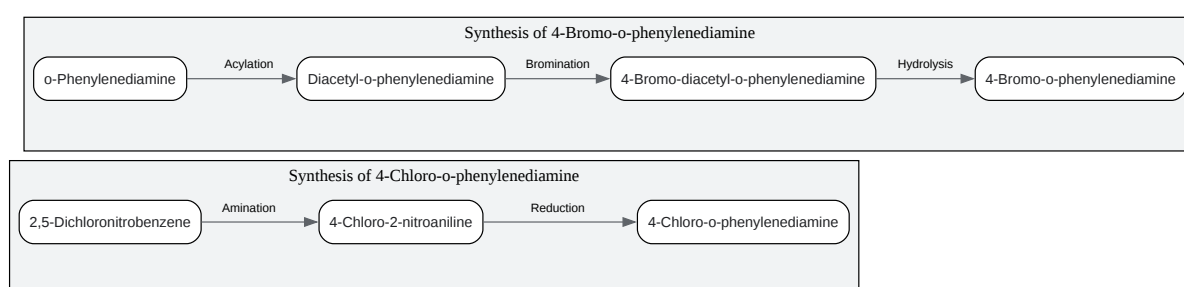 Synthesis of 4-Bromo-o-phenylenediamine
o-Phenylenediamine
Acylation
Diacetyl-o-phenylenediamine
Bromination
4-Bromo-diacetyl-o-phenylenediamine
Hydrolysis
4-Bromo-o-phenylenediamine
Synthesis of 4-Chloro-o-phenylenediamine
2,5-Dichloronitrobenzene
Amination
4-Chloro-2-nitroaniline
Reduction
4-Chloro-o-phenylenediamine